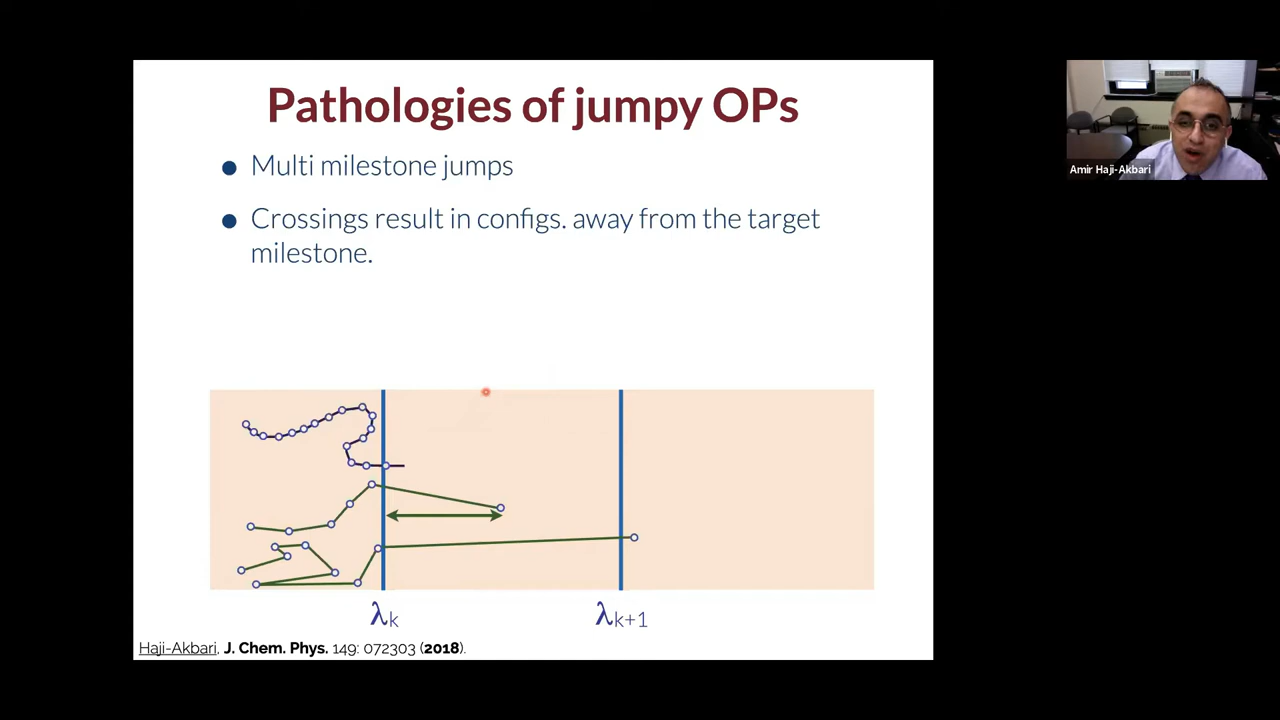 Pathologies of jumpy OPs
● Multi milestone jumps
● Crossings result in configs. away from the target
milestone.
Amir Haji-Akbari
λk
λk+1
Haji-Akbari, J. Chem. Phys. 149: 072303 (2018).